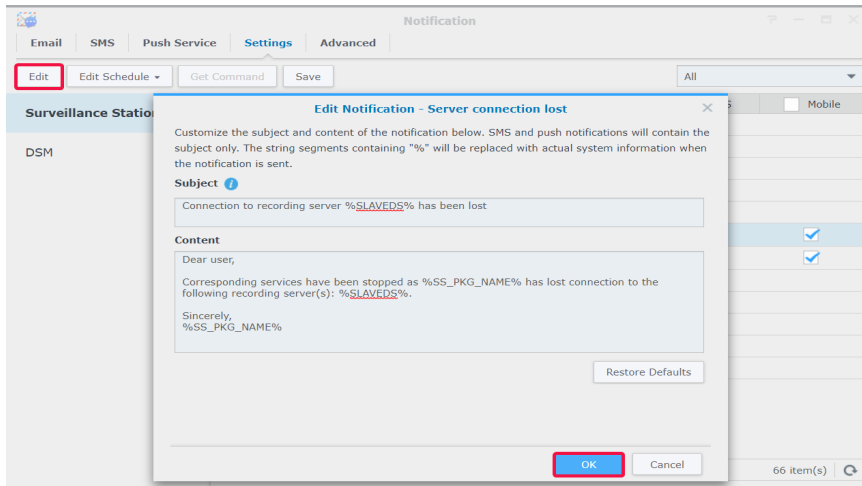 Notification
Email SMS Push Service Settings Advanced
Edit Edit Schedule Get Command Save All
Surveillance Statio
Mobile
DSM
Edit Notification - Server connection lost
Customize the subject and content of the notification below. SMS and push notifications will contain the
subject only. The string segments containing "%" will be replaced with actual system information when
the notification is sent.
Subject
Connection to recording server %SLAVEDS% has been lost
Content
Dear user,
Corresponding services have been stopped as %SS_PKG_NAME% has lost connection to the
following recording server(s): %SLAVEDS%.
Sincerely,
%SS_PKG_NAME%
Restore Defaults
OK Cancel
66 item(s)